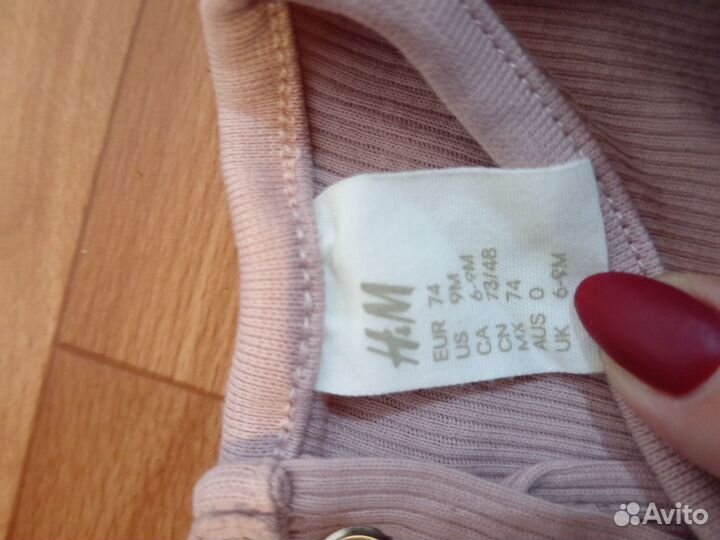 H&M
EUR 74
US 9M
CA 6-9M
CN 73/48
MX 74
AUS 0
UK 6-9M
Avito